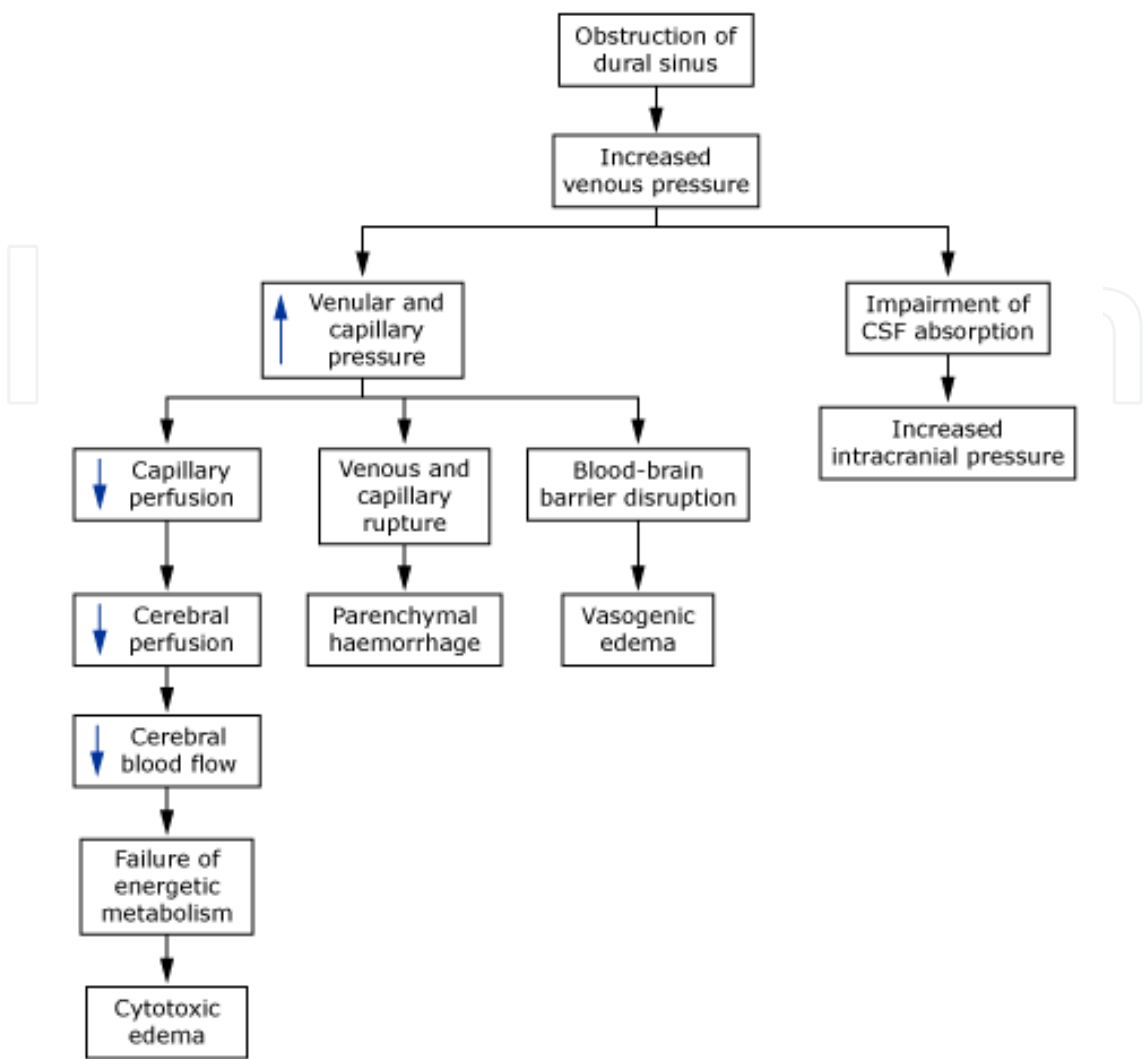 Obstruction of
dural sinus
Increased
venous pressure
Venular and
capillary
pressure
Impairment of
CSF absorption
Increased
intracranial pressure
Capillary
perfusion
Venous and
capillary
rupture
Blood-brain
barrier disruption
Cerebral
perfusion
Parenchymal
haemorrhage
Vasogenic
edema
Cerebral
blood flow
Failure of
energetic
metabolism
Cytotoxic
edema